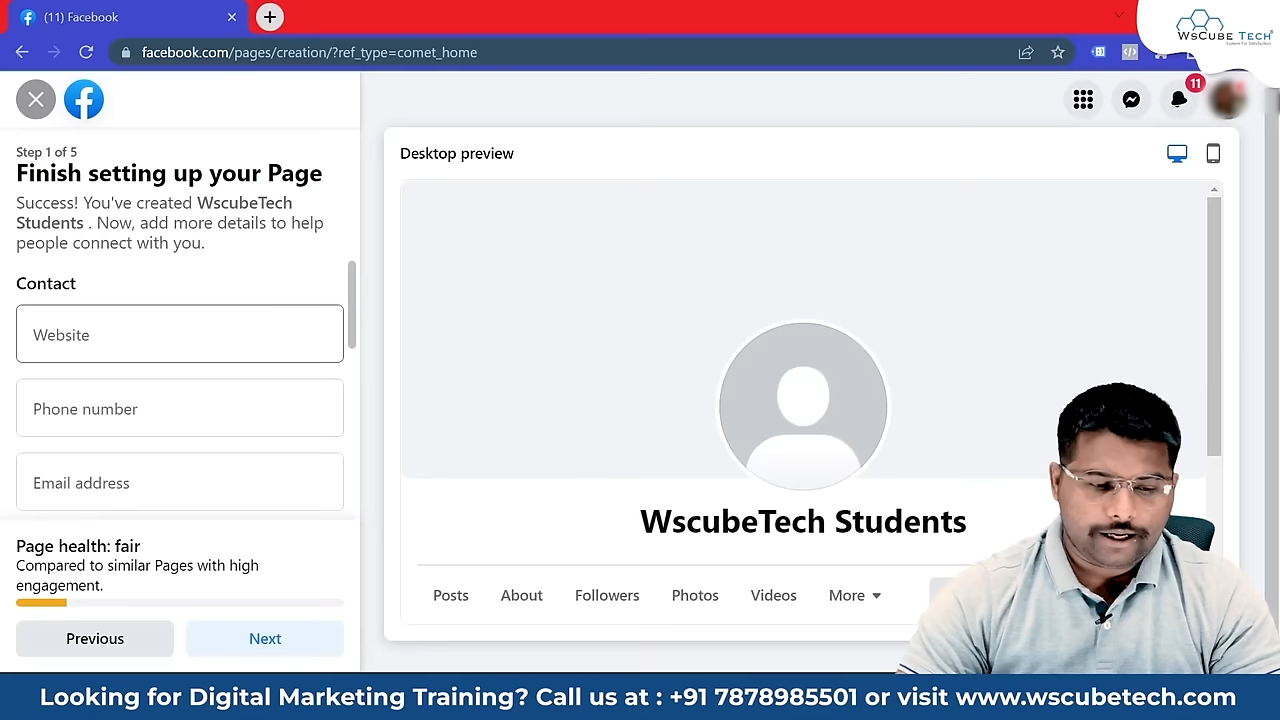 (11) Facebook
facebook.com/pages/creation/?ref_type=comet_home
WsCube Tech
System For Satisfaction
11
Step 1 of 5
Finish setting up your Page
Success! You've created WscubeTech
Students . Now, add more details to help
people connect with you.
Contact
Website
Phone number
Email address
Page health: fair
Compared to similar Pages with high
engagement.
Previous
Next
Desktop preview
WscubeTech Students
Posts
About
Followers
Photos
Videos
More
Looking for Digital Marketing Training? Call us at : +91 7878985501 or visit www.wscubetech.com